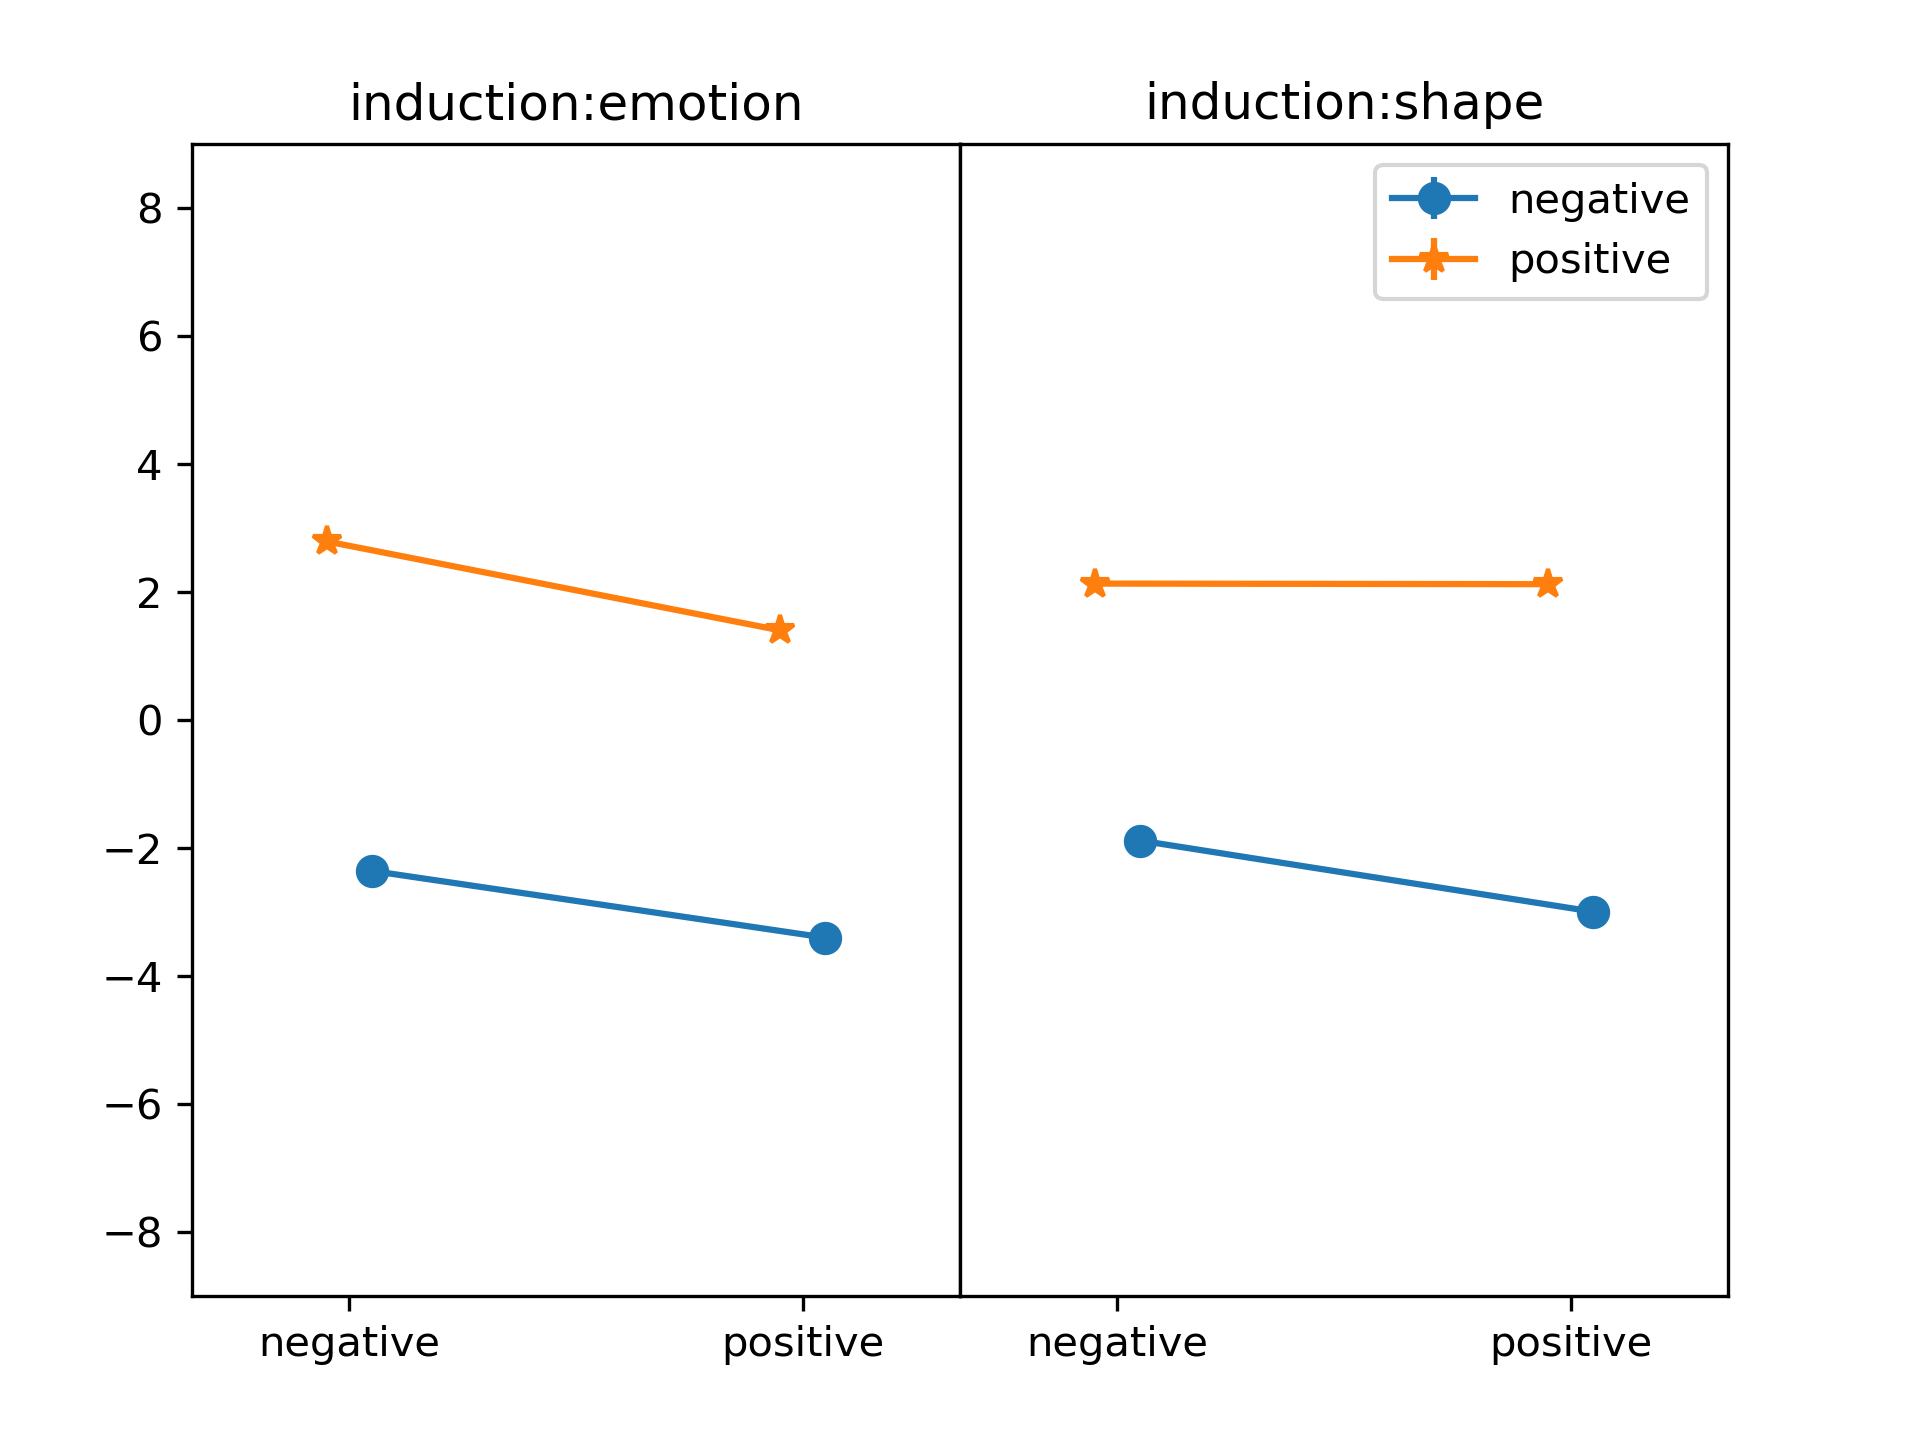 induction:emotion
induction:shape
negative
positive
8
6
4
2
0
−2
−4
−6
−8
negative
positive
negative
positive